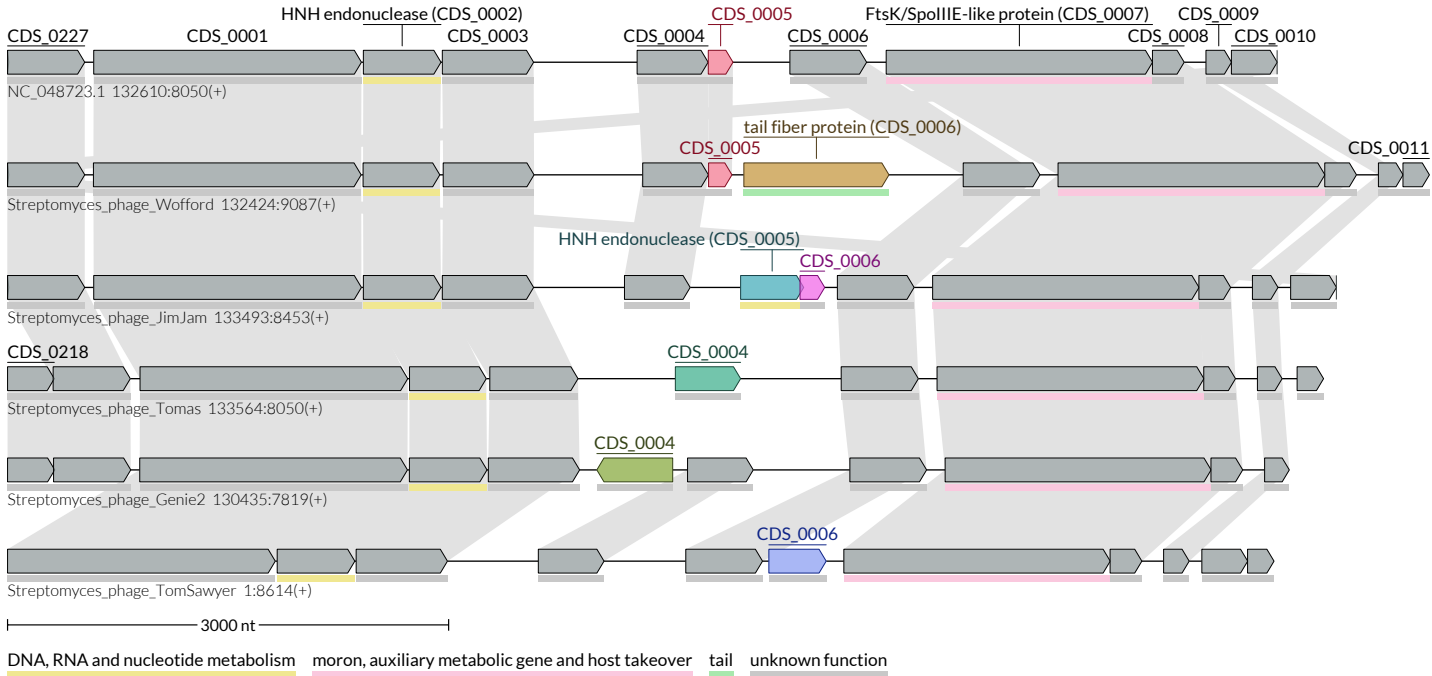 HNH endonuclease (CDS_0002) CDS_0005 FtsK/SpoIIIE-like protein (CDS_0007) CDS_0009
CDS_0227 CDS_0001 CDS_0003 CDS_0004 CDS_0006 CDS_0008 CDS_0010
NC_048723.1 132610:8050(+)
tail fiber protein (CDS_0006)
CDS_0005 CDS_0011
Streptomyces_phage_Wofford 132424:9087(+)
HNH endonuclease (CDS_0005)
CDS_0006
Streptomyces_phage_JimJam 133493:8453(+)
CDS_0218 CDS_0004
Streptomyces_phage_Tomas 133564:8050(+)
CDS_0004
Streptomyces_phage_Genie2 130435:7819(+)
CDS_0006
Streptomyces_phage_TomSawyer 1:8614(+)
3000 nt
DNA, RNA and nucleotide metabolism moron, auxiliary metabolic gene and host takeover tail unknown function